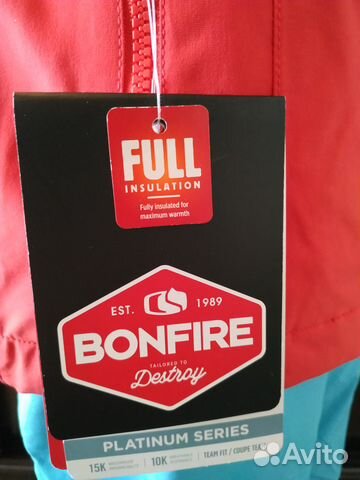 FULL
INSULATION
Fully insulated for
maximum warmth
EST. 1989
BONFIRE
TAILORED TO
Destroy
PLATINUM SERIES
15K 10K TEAM FIT / COUPE
Avito